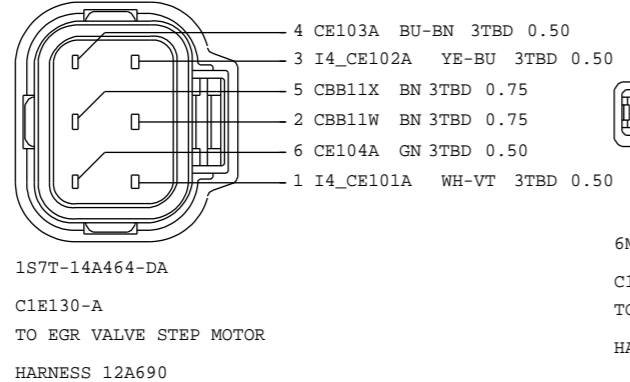 4 CE103A BU-BN 3TBD 0.50
3 I4_CE102A YE-BU 3TBD 0.50
5 CBB11X BN 3TBD 0.75
2 CBB11W BN 3TBD 0.75
6 CE104A GN 3TBD 0.50
1 I4_CE101A WH-VT 3TBD 0.50
1S7T-14A464-DA
C1E130-A
TO EGR VALVE STEP MOTOR
HARNESS 12A690